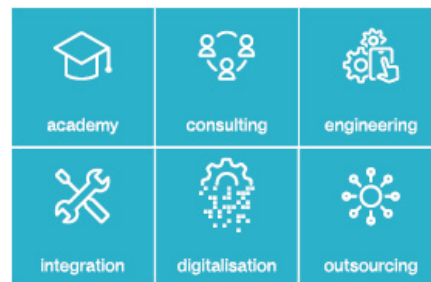 academy
consulting
engineering
integration
digitalisation
outsourcing